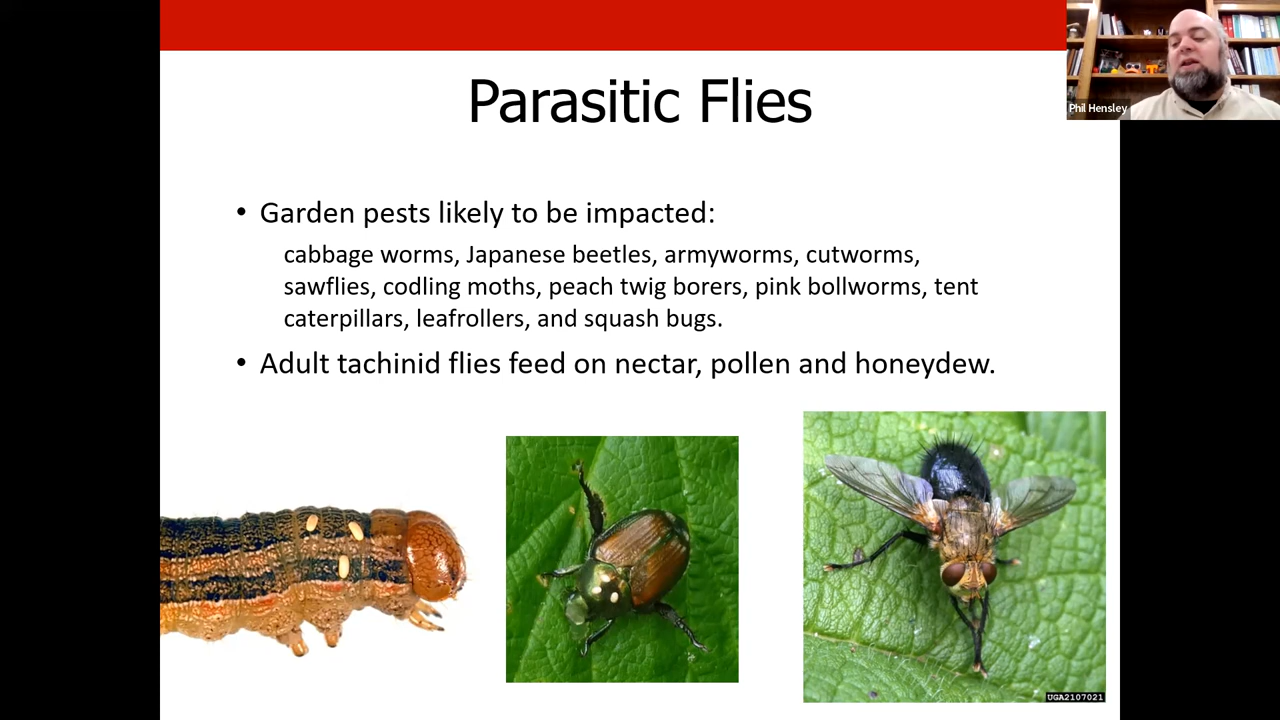 Parasitic Flies
Phil Hensley
• Garden pests likely to be impacted:
cabbage worms, Japanese beetles, armyworms, cutworms,
sawflies, codling moths, peach twig borers, pink bollworms, tent
caterpillars, leafrollers, and squash bugs.
• Adult tachinid flies feed on nectar, pollen and honeydew.
UGA2107021